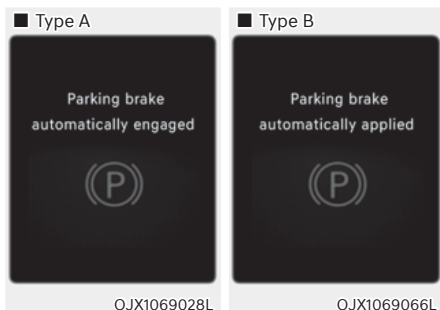 ■ Type A
Parking brake
automatically engaged
(P)
OJX1069028L
■ Type B
Parking brake
automatically applied
(P)
OJX1069066L